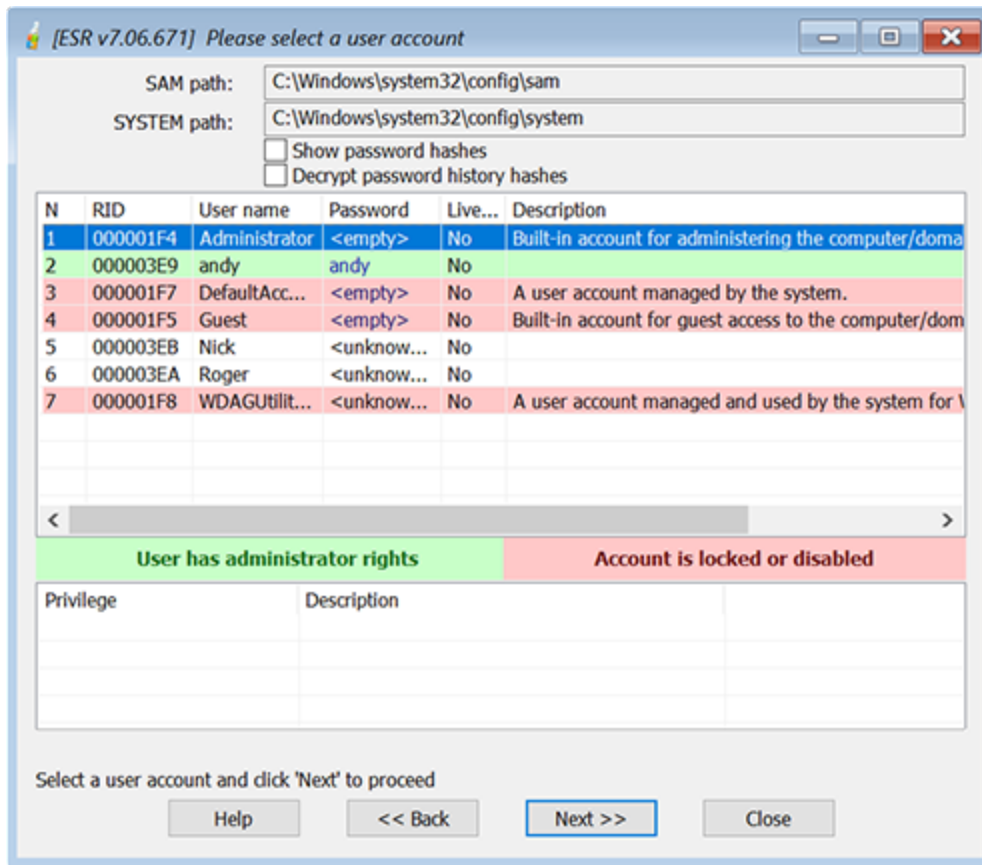 [ESR v7.06.671] Please select a user account
SAM path: C:\Windows\system32\config\sam
SYSTEM path: C:\Windows\system32\config\system
Show password hashes
Decrypt password history hashes
N RID User name Password Live... Description
1 000001F4 Administrator <empty> No Built-in account for administering the computer/doma
2 000003E9 andy andy No
3 000001F7 DefaultAcc... <empty> No A user account managed by the system.
4 000001F5 Guest <empty> No Built-in account for guest access to the computer/dom
5 000003EB Nick <unknow... No
6 000003EA Roger <unknow... No
7 000001F8 WDAGUtilit... <unknow... No A user account managed and used by the system for
User has administrator rights Account is locked or disabled
Privilege Description
Select a user account and click 'Next' to proceed
Help << Back Next >> Close